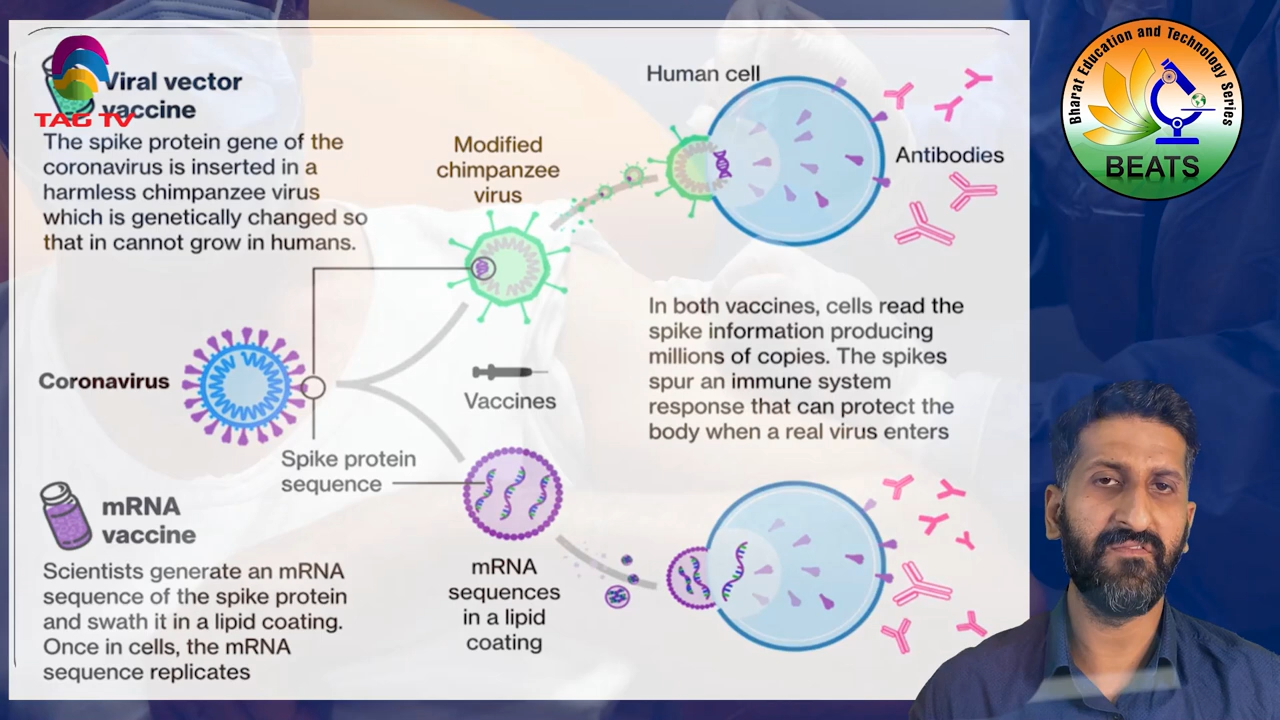 TAG TV
Viral vector
vaccine
The spike protein gene of the
coronavirus is inserted in a
harmless chimpanzee virus
which is genetically changed so
that in cannot grow in humans.
Modified
chimpanzee
virus
Human cell
Antibodies
Coronavirus
Vaccines
Spike protein
sequence
In both vaccines, cells read the
spike information producing
millions of copies. The spikes
spur an immune system
response that can protect the
body when a real virus enters
mRNA
vaccine
Scientists generate an mRNA
sequence of the spike protein
and swath it in a lipid coating.
Once in cells, the mRNA
sequence replicates
mRNA
sequences
in a lipid
coating
Bharat Education and Technology Series
BEATS